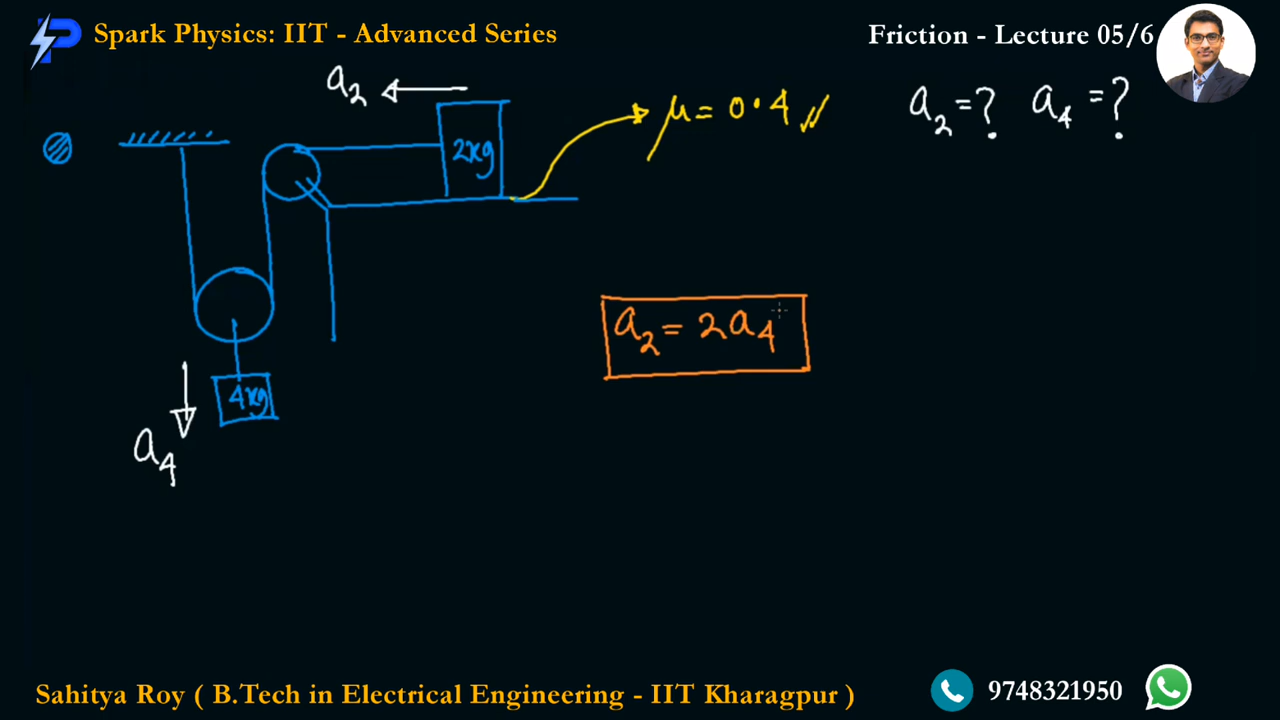 Spark Physics: IIT - Advanced Series
Friction - Lecture 05/6
a₂
μ = 0.4
a₂ = ? a₄ = ?
2kg
a₂ = 2a₄
4kg
a₄
Sahitya Roy ( B.Tech in Electrical Engineering - IIT Kharagpur )
9748321950